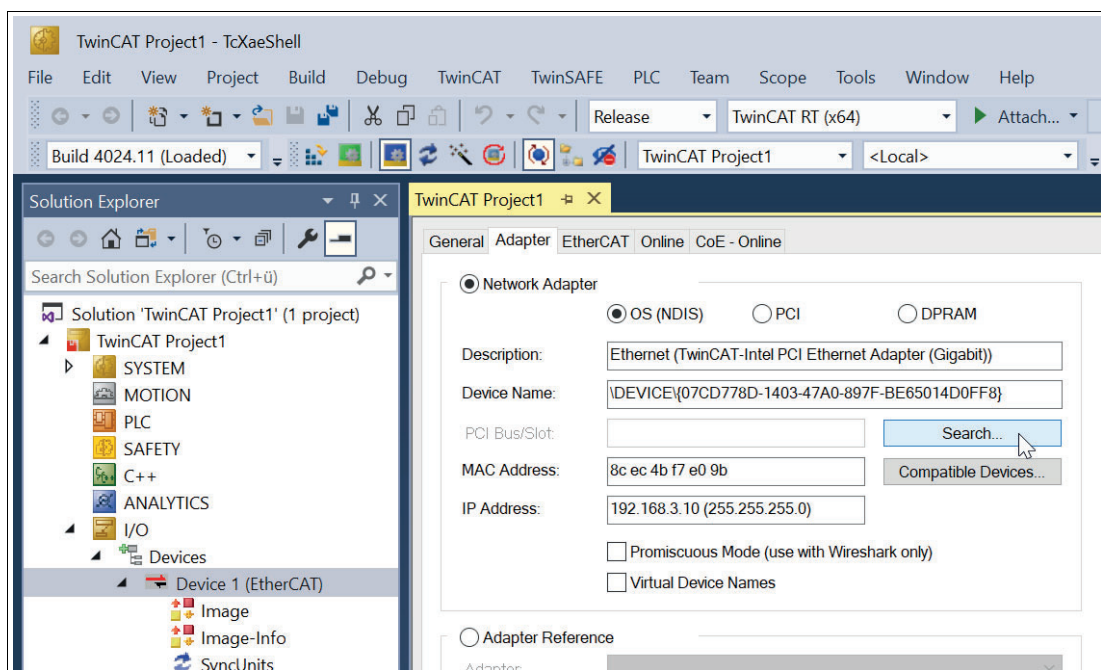 TwinCAT Project1 - TcXaeShell
File Edit View Project Build Debug TwinCAT TwinSAFE PLC Team Scope Tools Window Help
Release TwinCAT RT (x64) Attach...
Build 4024.11 (Loaded) TwinCAT Project1 <Local>
Solution Explorer
TwinCAT Project1
General Adapter EtherCAT Online CoE - Online
Search Solution Explorer (Ctrl+ü)
Network Adapter
Solution 'TwinCAT Project1' (1 project)
OS (NDIS) PCI DPRAM
TwinCAT Project1
Description: Ethernet (TwinCAT-Intel PCI Ethernet Adapter (Gigabit))
SYSTEM
Device Name: \DEVICE\{07CD778D-1403-47A0-897F-BE65014D0FF8}
MOTION
PLC
PCI Bus/Slot: Search...
SAFETY
MAC Address: 8c ec 4b f7 e0 9b Compatible Devices...
C++
ANALYTICS
IP Address: 192.168.3.10 (255.255.255.0)
I/O
Devices
Promiscuous Mode (use with Wireshark only)
Device 1 (EtherCAT)
Virtual Device Names
Image
Image-Info
Adapter Reference
SyncUnits
Adapter: